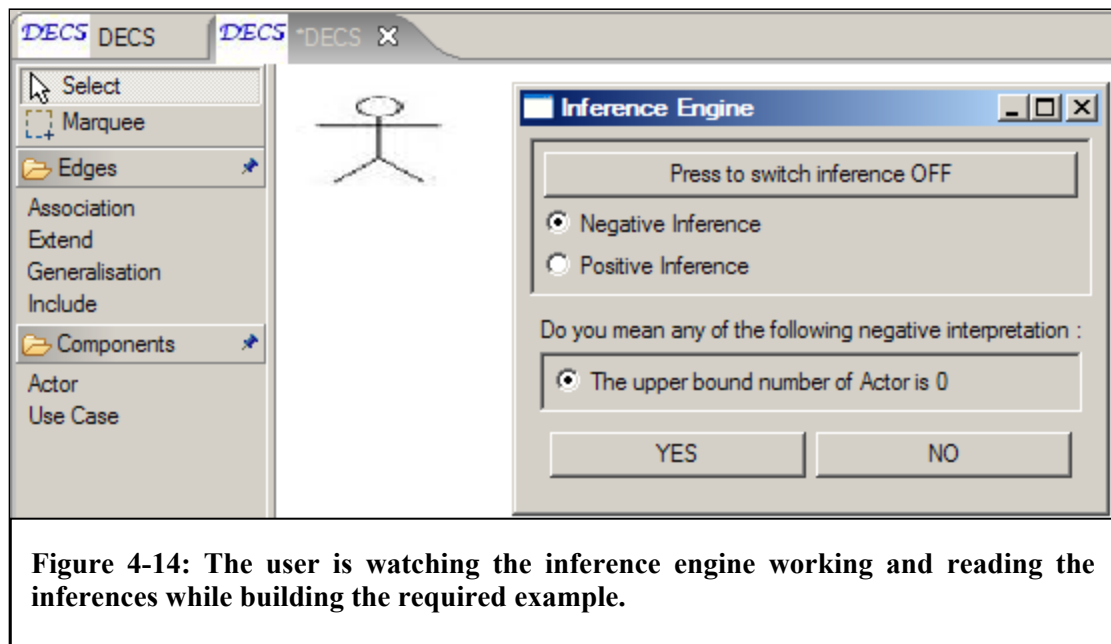 DECS DECS DECS *DECS
Select
Marquee
Edges
Association
Extend
Generalisation
Include
Components
Actor
Use Case
Inference Engine
Press to switch inference OFF
Negative Inference
Positive Inference
Do you mean any of the following negative interpretation :
The upper bound number of Actor is 0
YES NO
Figure 4-14: The user is watching the inference engine working and reading the
inferences while building the required example.